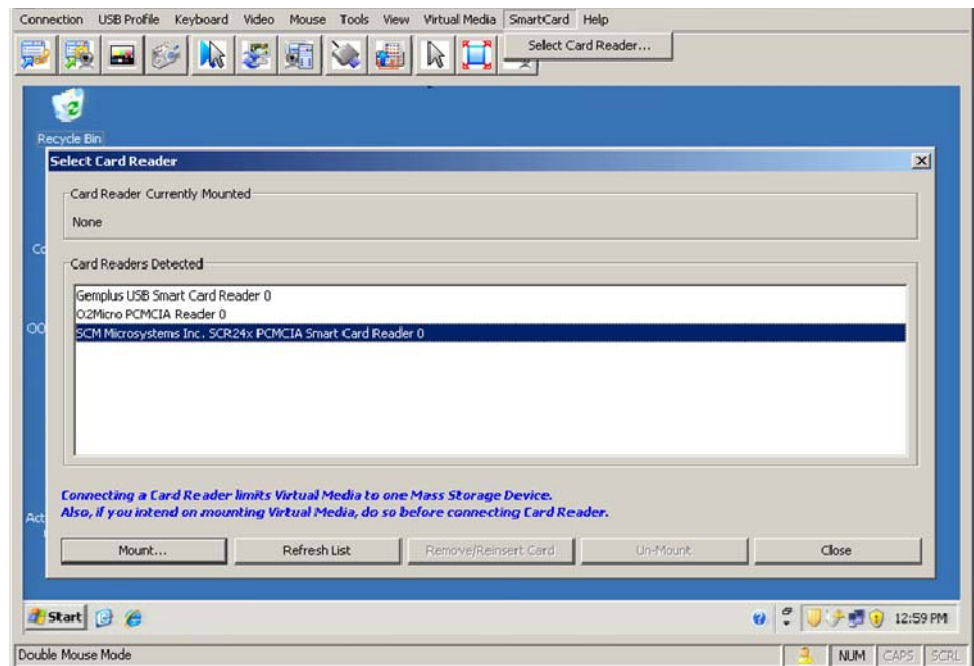 Connection USB Profile Keyboard Video Mouse Tools View Virtual Media SmartCard Help
Select Card Reader...
Recycle Bin
Select Card Reader
Card Reader Currently Mounted
None
Co
Card Readers Detected
Gemplus USB Smart Card Reader 0
O2Micro PCMCIA Reader 0
OO
SCM Microsystems Inc. SCR24x PCMCIA Smart Card Reader 0
Connecting a Card Reader limits Virtual Media to one Mass Storage Device.
Also, if you intend on mounting Virtual Media, do so before connecting Card Reader.
Act
Mount... Refresh List Remove/Reinsert Card Un-Mount Close
Start 12:59 PM
Double Mouse Mode NUM CAPS SCRL